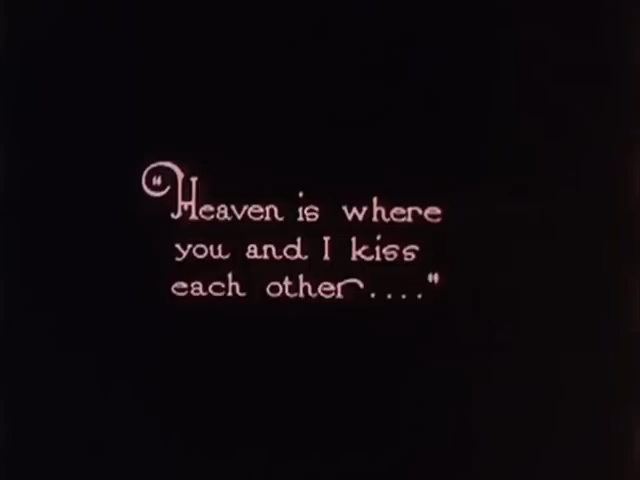 "Heaven is where
you and I kiss
each other...."